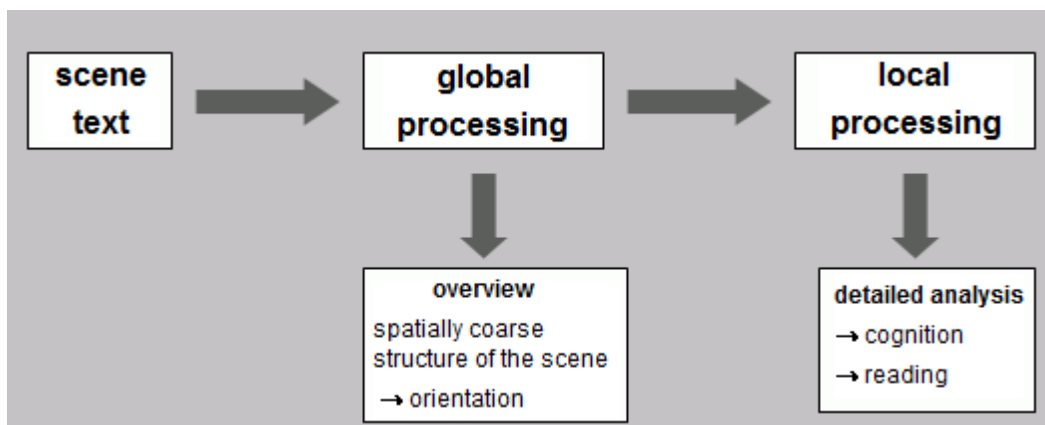 scene
text
global
processing
local
processing
overview
spatially coarse
structure of the scene
→ orientation
detailed analysis
→ cognition
→ reading